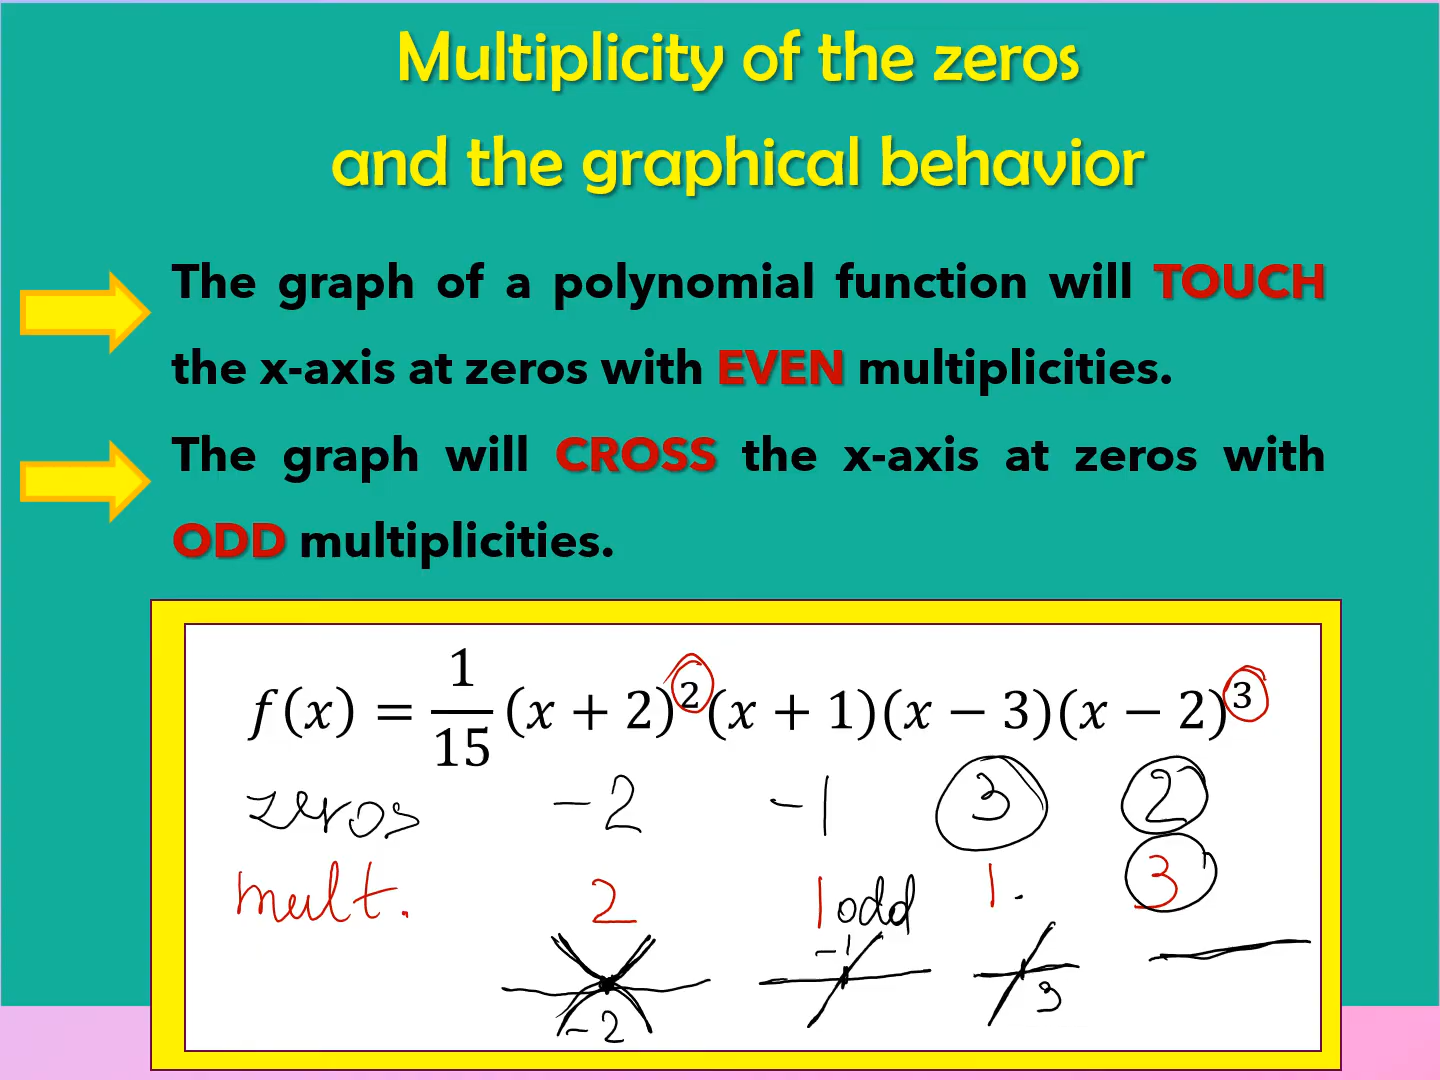 Multiplicity of the zeros
and the graphical behavior
The graph of a polynomial function will TOUCH
the x-axis at zeros with EVEN multiplicities.
The graph will CROSS the x-axis at zeros with
ODD multiplicities.
f(x) = 1/15 (x + 2)²(x + 1)(x − 3)(x − 2)³
zeros −2 −1 3 2
mult. 2 1 odd 1. 3
−1
3
−2